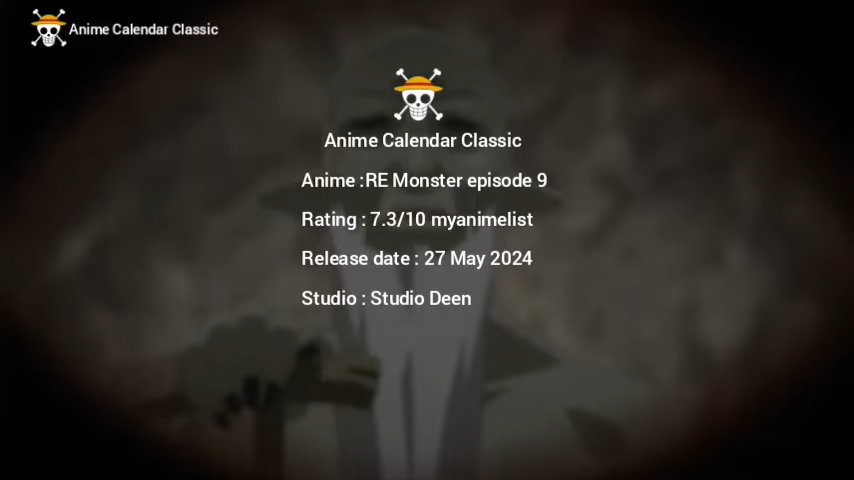 Anime Calendar Classic
Anime Calendar Classic
Anime :RE Monster episode 9
Rating : 7.3/10 myanimelist
Release date : 27 May 2024
Studio : Studio Deen